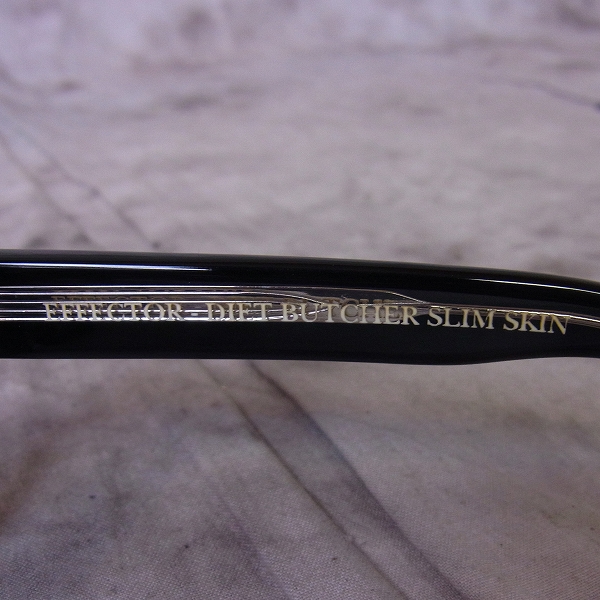 EFFECTOR - DIET BUTCHER SLIM SKIN